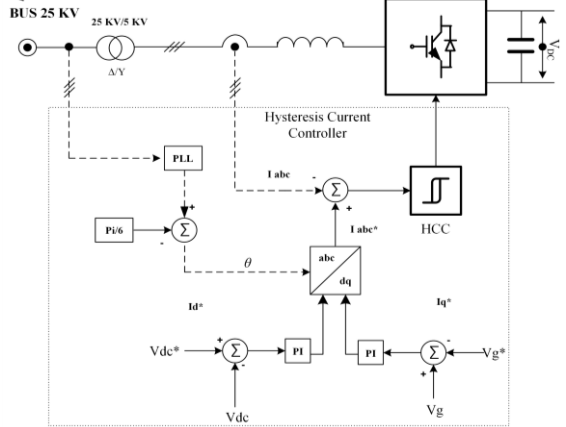 BUS 25 KV
25 KV/5 KV
Δ/Y
VDC
Hysteresis Current
Controller
PLL
I abc
-
Σ
+
HCC
I abc*
Pi/6
+
-
Σ
θ
abc
dq
Id*
Iq*
Vdc*
+
Σ
-
PI
PI
-
Σ
+
Vg*
Vdc
Vg